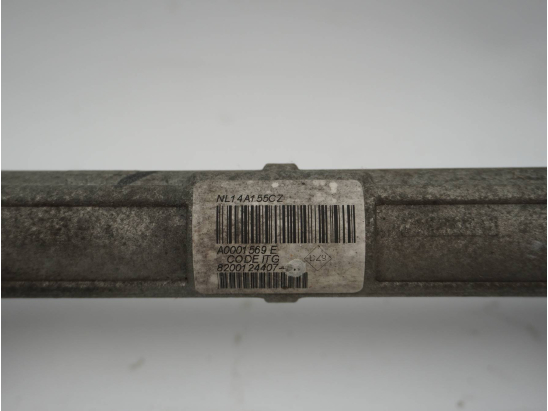 NL14A155CZ
A0001569 E
CODE ITG
8200124407